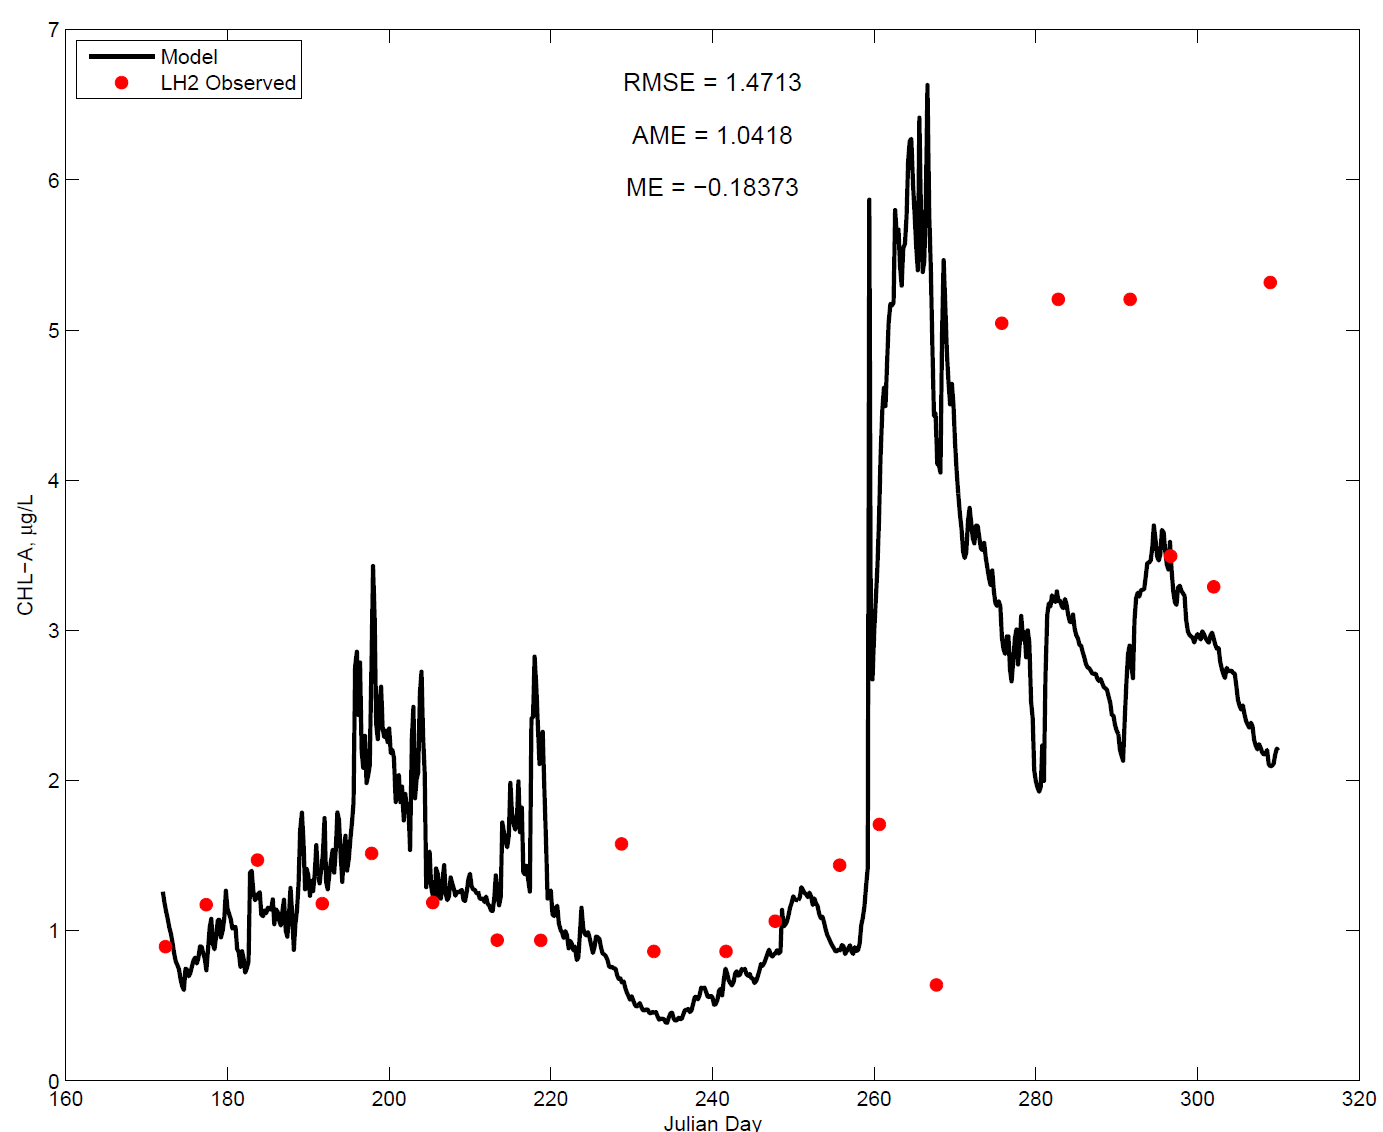 Model
LH2 Observed
RMSE = 1.4713
AME = 1.0418
ME = −0.18373
7
6
5
4
3
2
1
0
CHL−A, µg/L
160 180 200 220 240 260 280 300 320
Julian Day